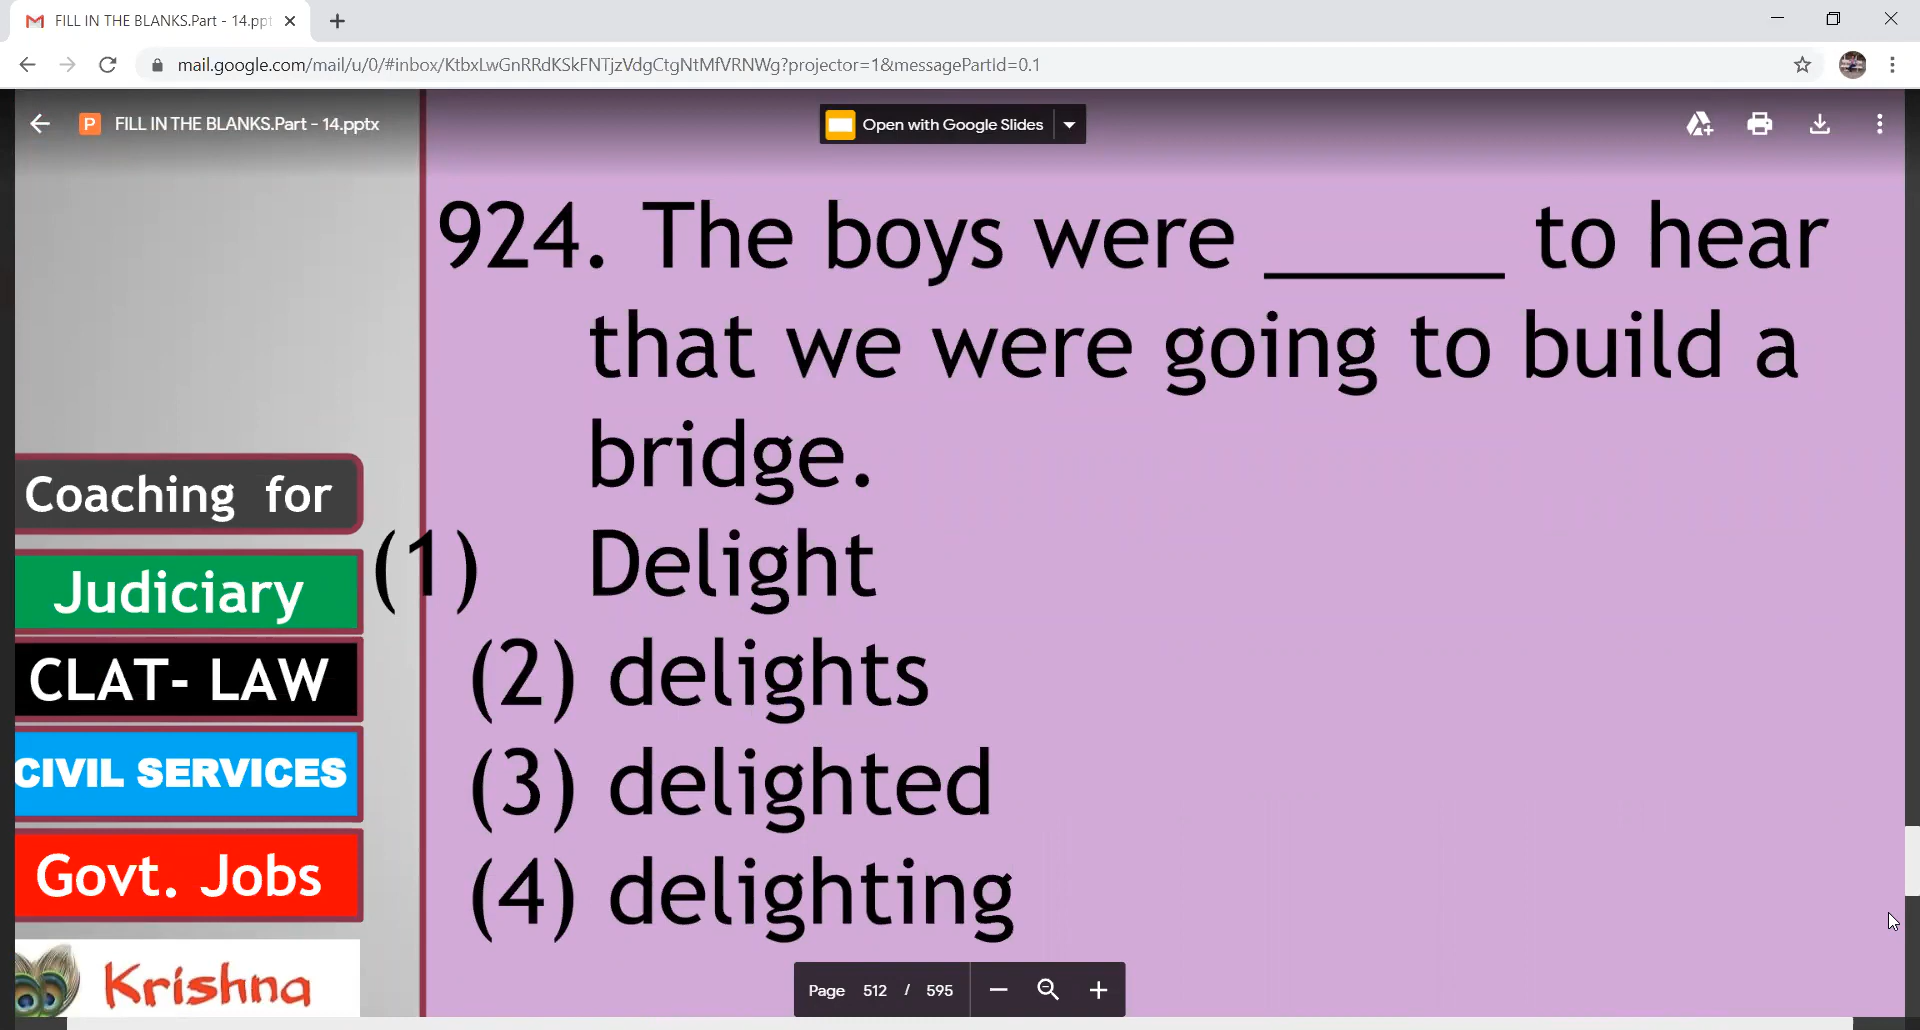 FILL IN THE BLANKS.Part - 14.ppt
mail.google.com/mail/u/0/#inbox/KtbxLwGnRRdKSkFNTjzVdgCtgNtMfVRNWg?projector=1&messagePartId=0.1
P FILL IN THE BLANKS.Part - 14.pptx
Open with Google Slides
924. The boys were ______ to hear
that we were going to build a
bridge.
(1) Delight
(2) delights
(3) delighted
(4) delighting
Coaching for
Judiciary
CLAT- LAW
CIVIL SERVICES
Govt. Jobs
Krishna
Page 512 / 595